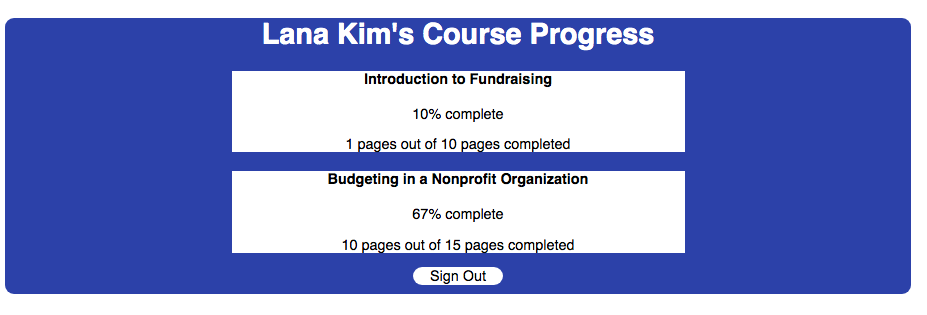 Lana Kim's Course Progress
Introduction to Fundraising
10% complete
1 pages out of 10 pages completed
Budgeting in a Nonprofit Organization
67% complete
10 pages out of 15 pages completed
Sign Out